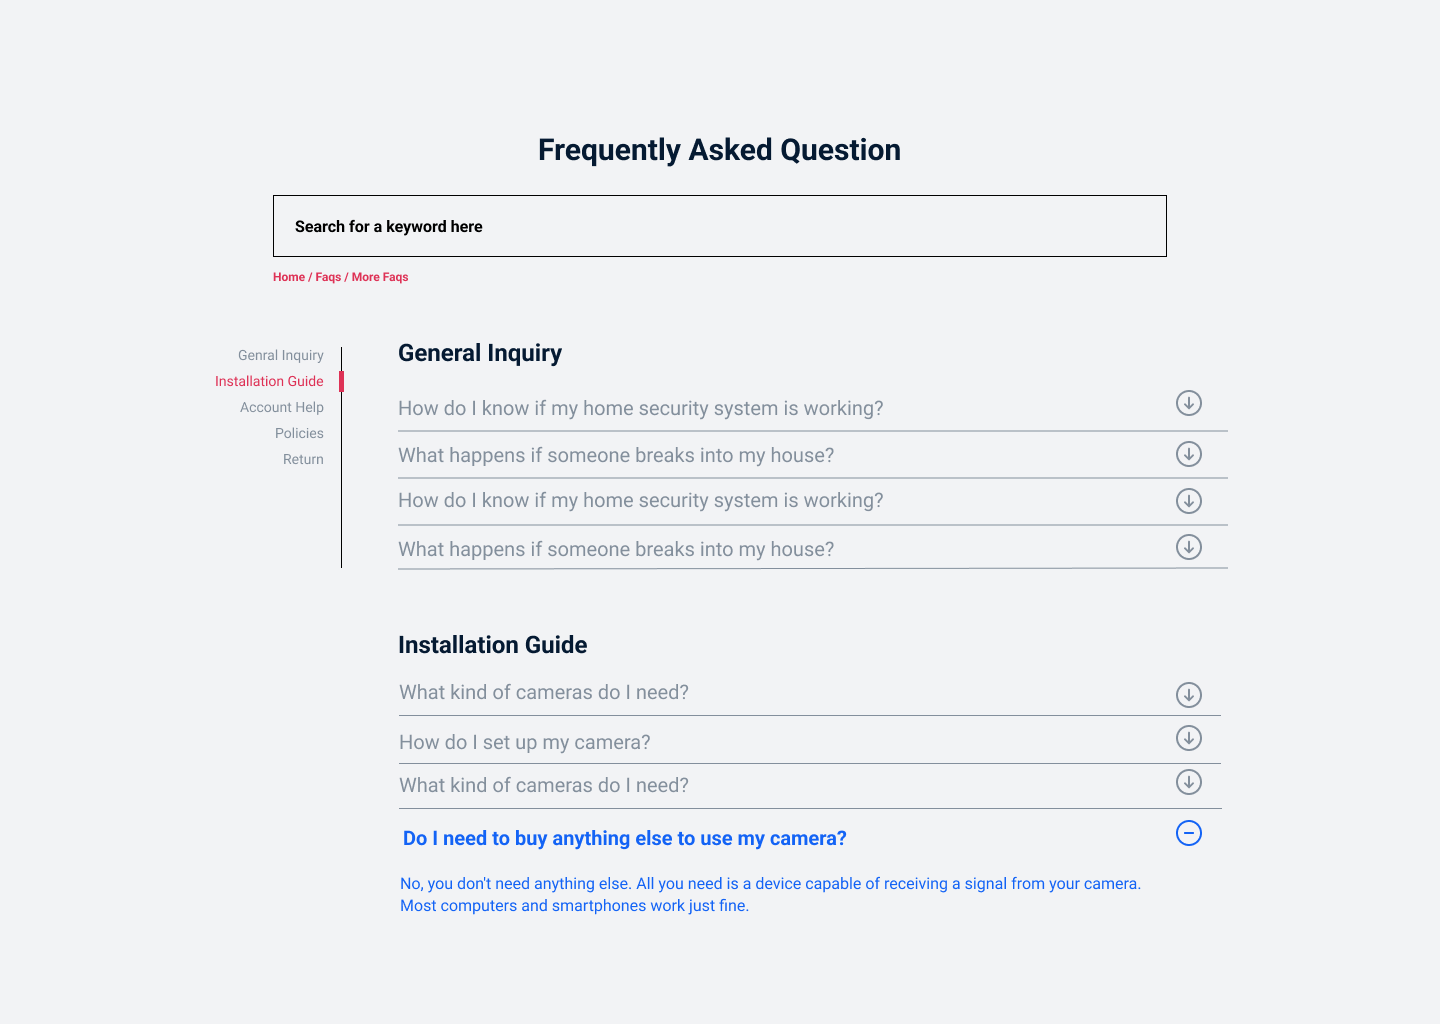 Frequently Asked Question
Search for a keyword here
Home / Faqs / More Faqs
Genral Inquiry
Installation Guide
Account Help
Policies
Return
General Inquiry
How do I know if my home security system is working?
What happens if someone breaks into my house?
How do I know if my home security system is working?
What happens if someone breaks into my house?
Installation Guide
What kind of cameras do I need?
How do I set up my camera?
What kind of cameras do I need?
Do I need to buy anything else to use my camera?
No, you don't need anything else. All you need is a device capable of receiving a signal from your camera.
Most computers and smartphones work just fine.